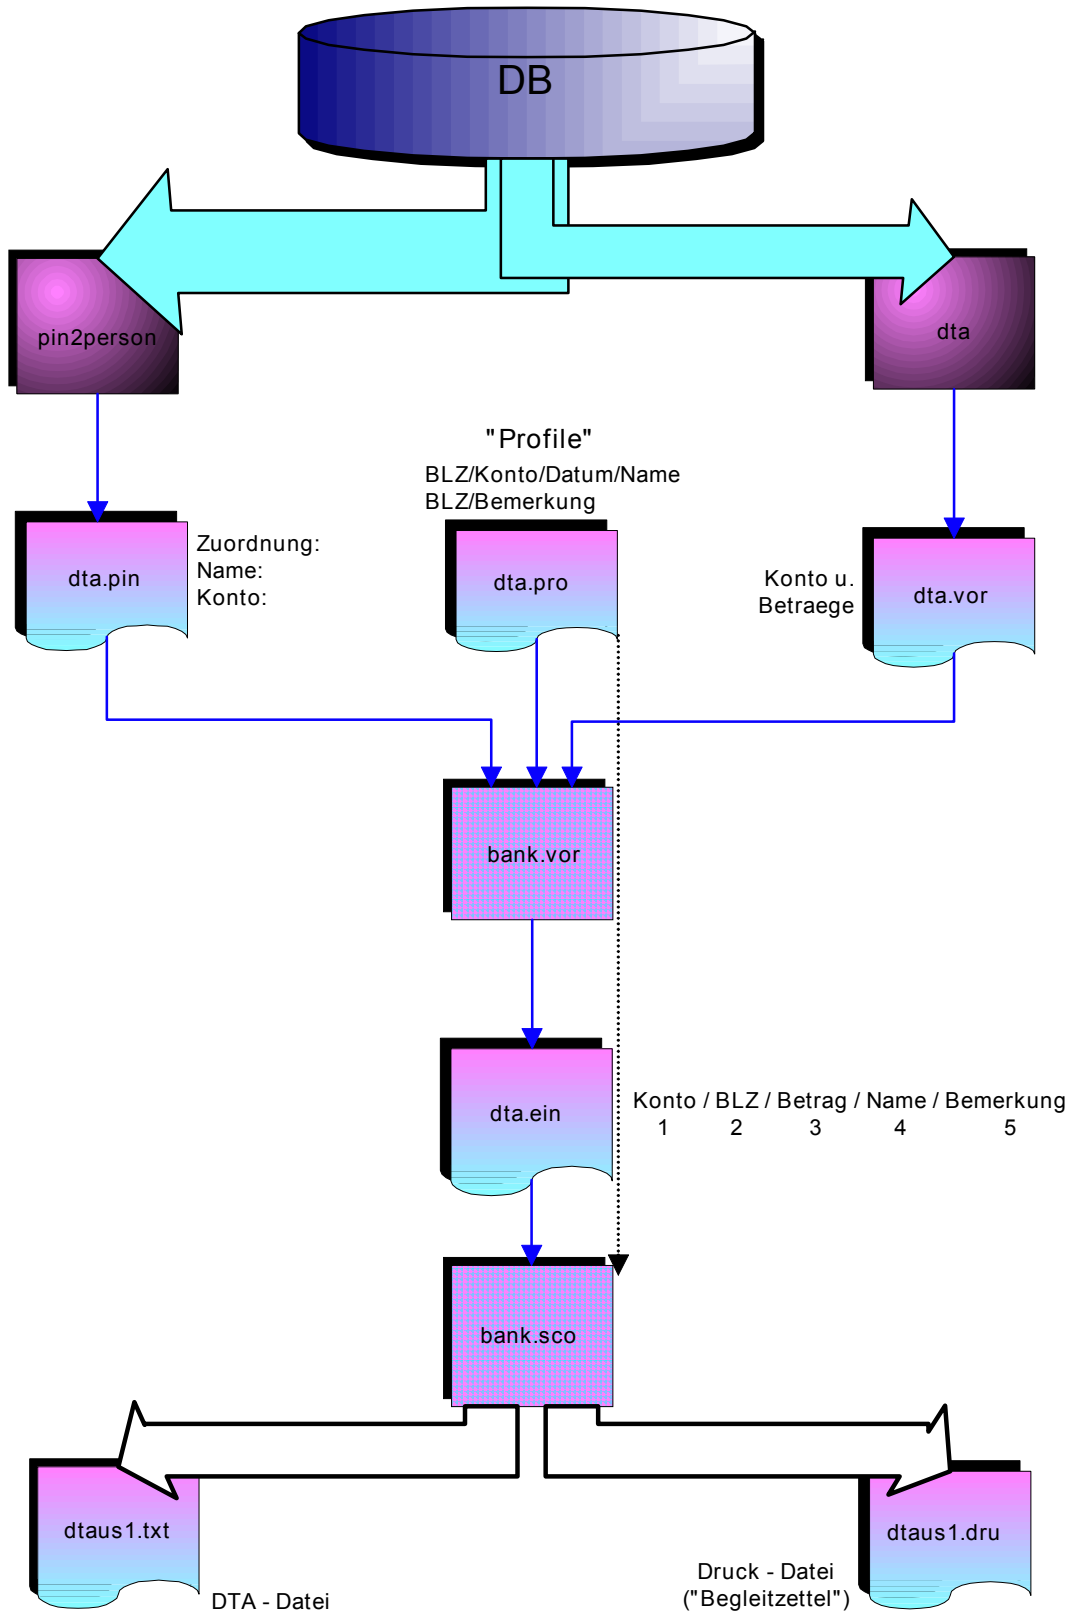 DB
pin2person
dta
"Profile"
BLZ/Konto/Datum/Name
BLZ/Bemerkung
dta.pin
Zuordnung:
Name:
Konto:
dta.pro
Konto u.
Betraege
dta.vor
bank.vor
dta.ein
Konto / BLZ / Betrag / Name / Bemerkung
1 2 3 4 5
bank.sco
dtaus1.txt
DTA - Datei
Druck - Datei
("Begleitzettel")
dtaus1.dru